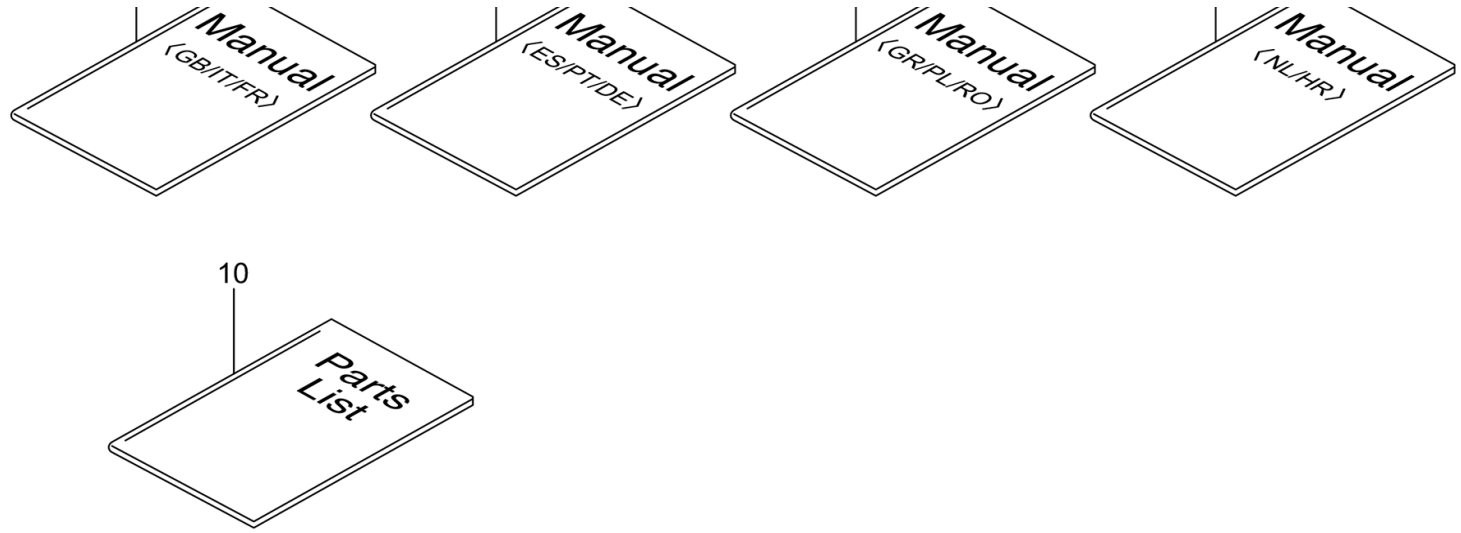 Manual
〈GB/IT/FR〉
Manual
〈ES/PT/DE〉
Manual
〈GR/PL/RO〉
Manual
〈NL/HR〉
10
Parts
List